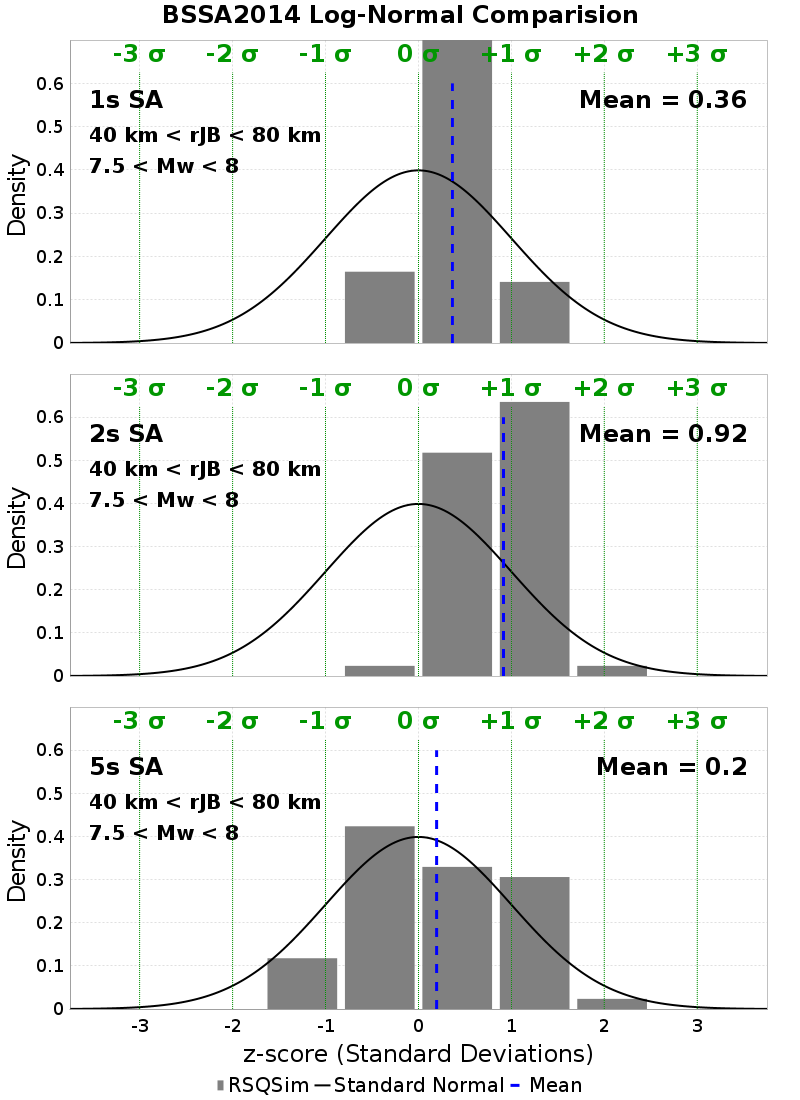 BSSA2014 Log-Normal Comparision
-3 σ -2 σ -1 σ 0 σ +1 σ +2 σ +3 σ
1s SA
Mean = 0.36
40 km < rJB < 80 km
7.5 < Mw < 8
Density
0.6
0.5
0.4
0.3
0.2
0.1
0
-3 σ -2 σ -1 σ 0 σ +1 σ +2 σ +3 σ
2s SA
Mean = 0.92
40 km < rJB < 80 km
7.5 < Mw < 8
Density
0.6
0.5
0.4
0.3
0.2
0.1
0
-3 σ -2 σ -1 σ 0 σ +1 σ +2 σ +3 σ
5s SA
Mean = 0.2
40 km < rJB < 80 km
7.5 < Mw < 8
Density
0.6
0.5
0.4
0.3
0.2
0.1
0
-3 -2 -1 0 1 2 3
z-score (Standard Deviations)
RSQSim Standard Normal Mean